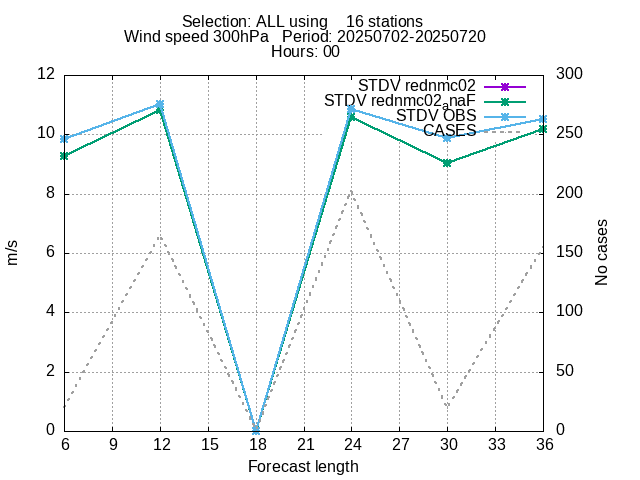 Selection: ALL using    16 stations
Wind speed 300hPa   Period: 20250702-20250720
Hours: 00
STDV rednmc02
STDV rednmc02anaF
STDV OBS
CASES
12
10
8
6
4
2
0
300
250
200
150
100
50
0
m/s
No cases
6 9 12 15 18 21 24 27 30 33 36
Forecast length